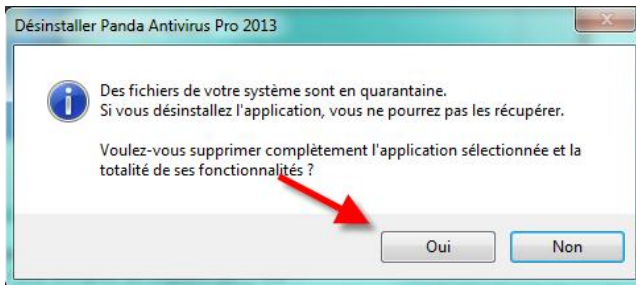 Désinstaller Panda Antivirus Pro 2013
Des fichiers de votre système sont en quarantaine.
Si vous désinstallez l'application, vous ne pourrez pas les récupérer.
Voulez-vous supprimer complètement l'application sélectionnée et la
totalité de ses fonctionnalités ?
Oui
Non